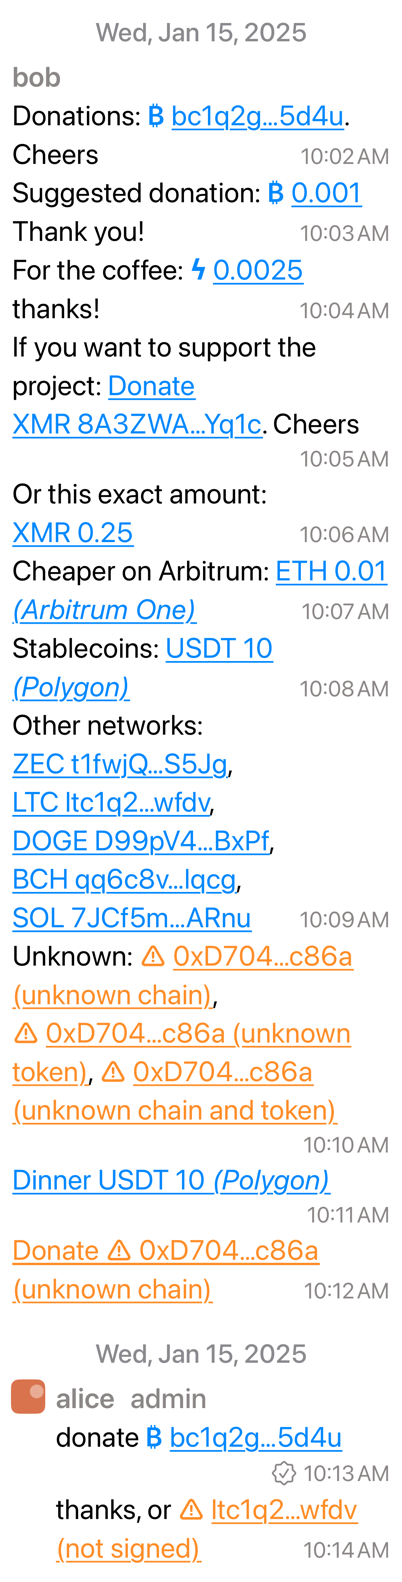 Wed, Jan 15, 2025
bob
Donations: ₿ bc1q2g...5d4u.
Cheers 10:02 AM
Suggested donation: ₿ 0.001
Thank you! 10:03 AM
For the coffee: ϟ 0.0025
thanks! 10:04 AM
If you want to support the
project: Donate
XMR 8A3ZWA...Yq1c. Cheers
10:05 AM
Or this exact amount:
XMR 0.25 10:06 AM
Cheaper on Arbitrum: ETH 0.01
(Arbitrum One) 10:07 AM
Stablecoins: USDT 10
(Polygon) 10:08 AM
Other networks:
ZEC t1fwjQ...S5Jg,
LTC ltc1q2...wfdv,
DOGE D99pV4...BxPf,
BCH qq6c8v...lqcg,
SOL 7JCf5m...ARnu 10:09 AM
Unknown: ⚠ 0xD704...c86a
(unknown chain),
⚠ 0xD704...c86a (unknown
token), ⚠ 0xD704...c86a
(unknown chain and token)
10:10 AM
Dinner USDT 10 (Polygon)
10:11 AM
Donate ⚠ 0xD704...c86a
(unknown chain) 10:12 AM
Wed, Jan 15, 2025
alice admin
donate ₿ bc1q2g...5d4u
10:13 AM
thanks, or ⚠ ltc1q2...wfdv
(not signed) 10:14 AM